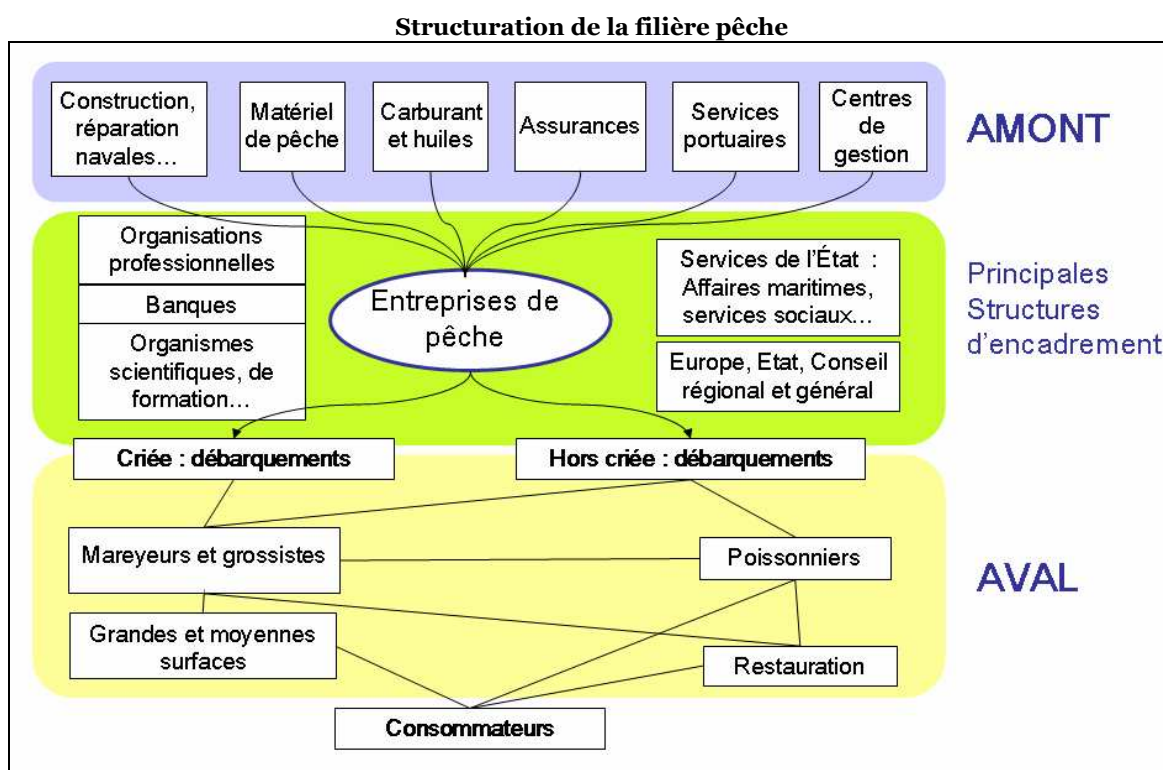 Structuration de la filière pêche
Construction,
réparation
navales...
Matériel
de pêche
Carburant
et huiles
Assurances
Services
portuaires
Centres
de
gestion
AMONT
Organisations
professionnelles
Banques
Organismes
scientifiques, de
formation...
Entreprises de
pêche
Services de l'État :
Affaires maritimes,
services sociaux...
Europe, Etat, Conseil
régional et général
Principales
Structures
d'encadrement
Criée : débarquements
Hors criée : débarquements
Mareyeurs et grossistes
Poissonniers
Grandes et moyennes
surfaces
Restauration
AVAL
Consommateurs